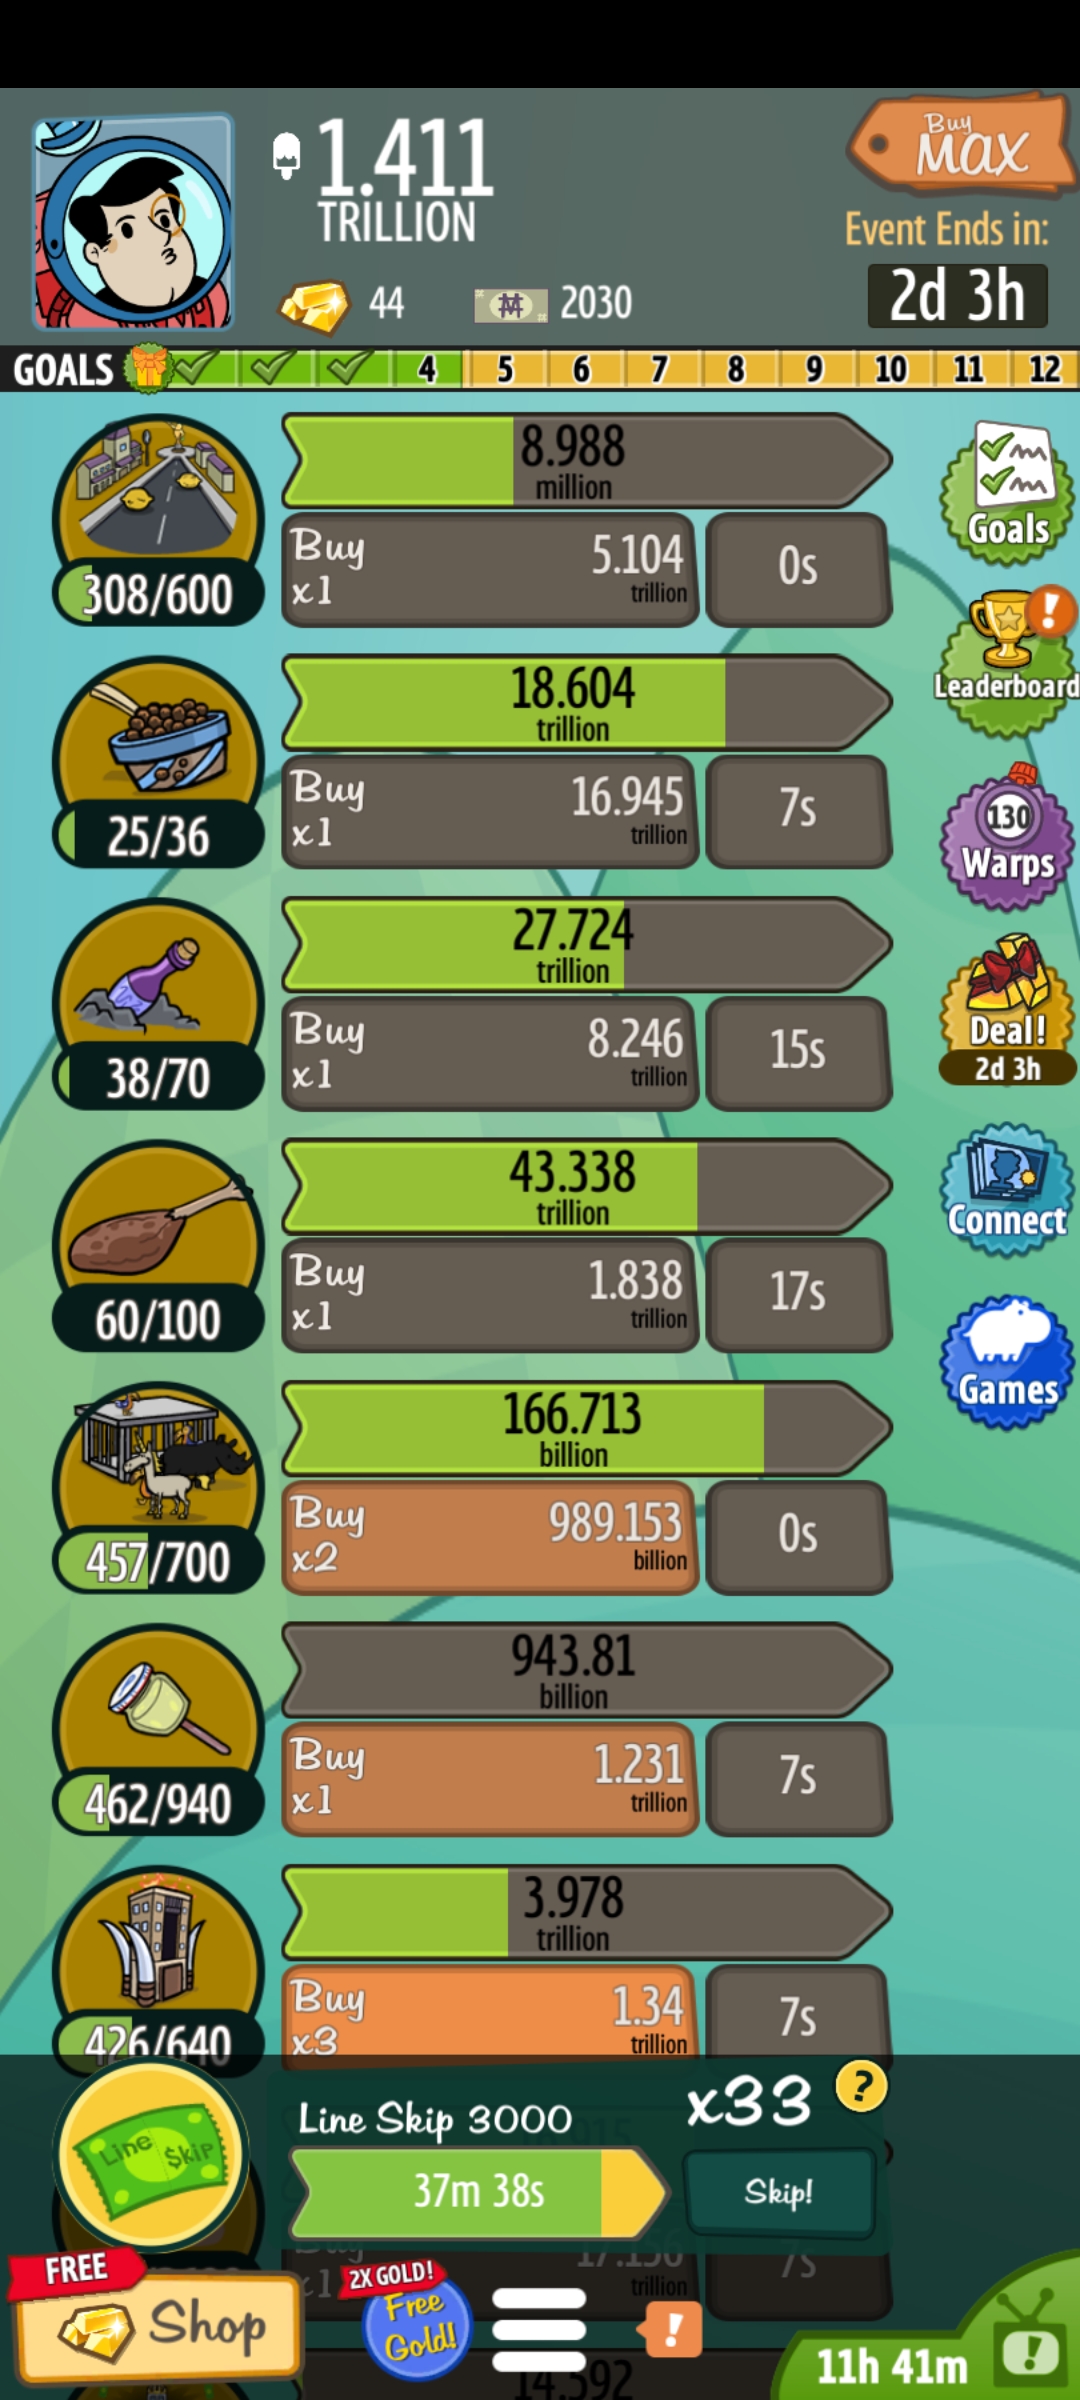 1.411
TRILLION
Buy
MAX
Event Ends in:
2d 3h
44
2030
GOALS 4 5 6 7 8 9 10 11 12
8.988
million
Buy
x1
5.104
trillion
0s
308/600
Goals
Leaderboard
18.604
trillion
Buy
x1
16.945
trillion
7s
25/36
130
Warps
27.724
trillion
Buy
x1
8.246
trillion
15s
38/70
Deal!
2d 3h
43.338
trillion
Buy
x1
1.838
trillion
17s
60/100
Connect
Games
166.713
billion
Buy
x2
989.153
billion
0s
457/700
943.81
billion
Buy
x1
1.231
trillion
7s
462/940
3.978
trillion
Buy
x3
1.34
trillion
7s
426/640
Line Skip 3000
x33
?
Line $kip
37m 38s
Skip!
17.156
trillion
7s
FREE
Shop
2X GOLD!
Free
Gold!
!
14.592
11h 41m